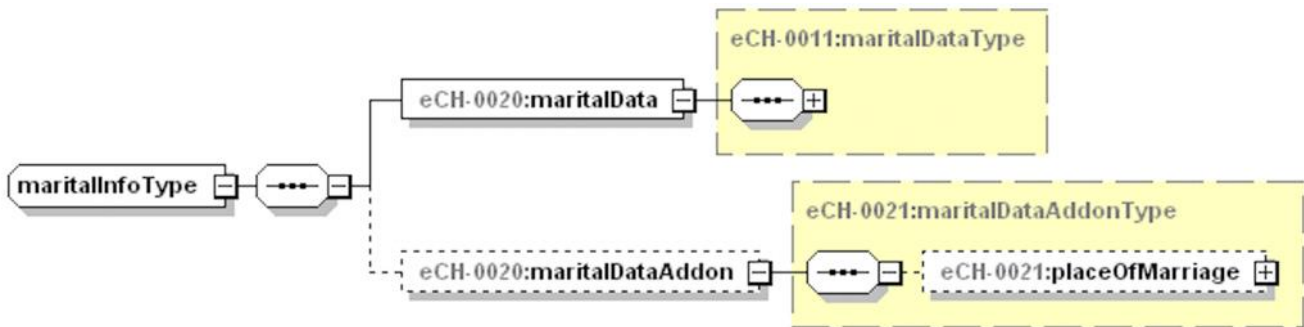 eCH-0011:maritalDataType
eCH-0020:maritalData
maritalInfoType
eCH-0021:maritalDataAddonType
eCH-0020:maritalDataAddon
eCH-0021:placeOfMarriage